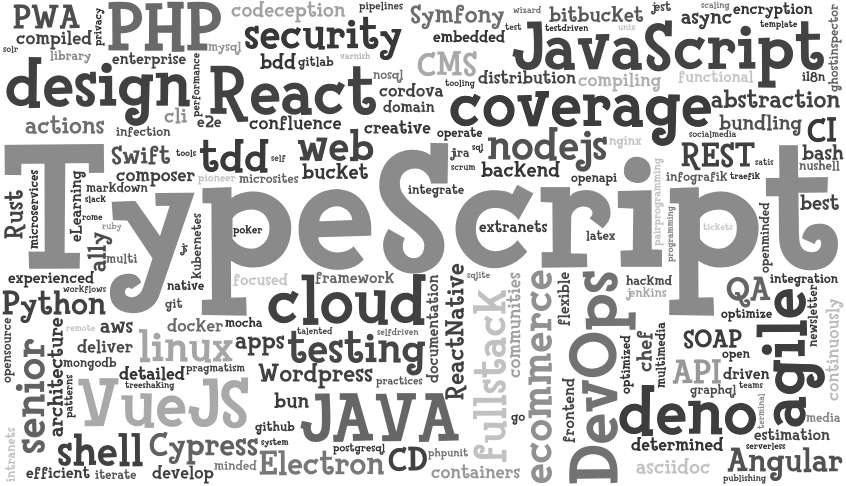 PWA
privacy
PHP
codeception
pipelines
Symfony
wizard
bitbucket
jest
scaling
encryption
ghostinspector
solr
compiled
library
mysql
security
embedded
test
testdriven
unix
async
template
enterprise
performance
bdd
gitlab
varnish
CMS
JavaScript
design
React
nosql
tooling
distribution
compiling
functional
il8n
cordova
domain
coverage
abstraction
actions
cli
infection
e2e
confluence
creative
operate
socialmedia
bundling
CI
Swift
tools
tdd
self
web
jra
sql
nodejs
nginx
REST
satis
bash
composer
pioneer
microsites
bucket
scrum
backend
openapi
pairprogramming
infografik
traefik
nushell
TypeScript
Rust
microservices
eLearning
markdown
slack
integrate
best
rome
ruby
poker
extranets
latex
programming
tickets
openminded
a11y
multi
js
kubernetes
experienced
workflows
native
focused
framework
sqlite
communities
ecommerce
flexible
DevOps
hackmd
jenkins
QA
integration
Python
git
cloud
documentation
ReactNative
fullstack
optimize
agile
newsletter
continuously
opensource
remote
aws
docker
mocha
talented
selfdriven
chef
multimedia
SOAP
senior
architecture
deliver
linux
apps
testing
optimized
open
mongodb
patterns
detailed
pragmatism
Wordpress
practices
API
driven
treeshaking
graphql
teams
VueJS
bun
JAVA
go
frontend
deno
terminal
media
github
determined
estimation
intranets
shell
Cypress
system
postgresql
phpunit
serverless
efficient
iterate
develop
minded
Electron
CD
containers
asciidoc
Angular
publishing